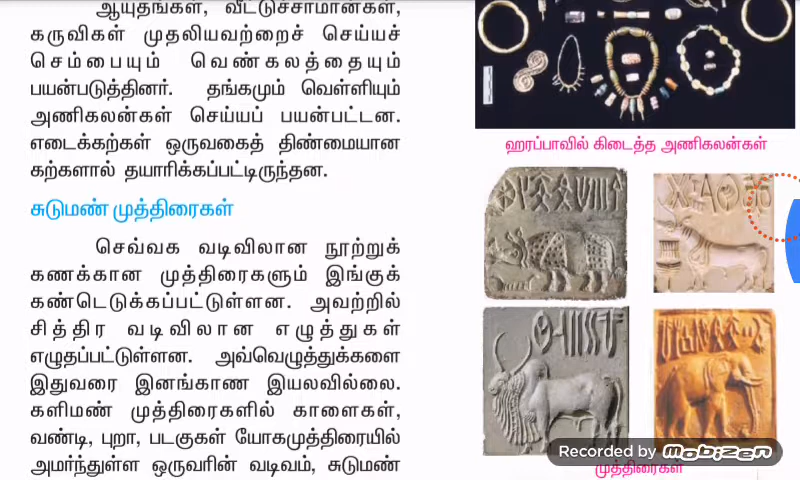 ஆயுதங்கள், வீட்டுச்சாமான்கள்,
கருவிகள் முதலியவற்றைச் செய்யச்
செம்பையும் வெண்கலத்தையும்
பயன்படுத்தினர். தங்கமும் வெள்ளியும்
அணிகலன்கள் செய்யப் பயன்பட்டன.
எடைக்கற்கள் ஒருவகைத் திண்மையான
கற்களால் தயாரிக்கப்பட்டிருந்தன.
சுடுமண் முத்திரைகள்
செவ்வக வடிவிலான நூற்றுக்
கணக்கான முத்திரைகளும் இங்குக்
கண்டெடுக்கப்பட்டுள்ளன. அவற்றில்
சித்திர வடிவிலான எழுத்துகள்
எழுதப்பட்டுள்ளன. அவ்வெழுத்துக்களை
இதுவரை இனங்காண இயலவில்லை.
களிமண் முத்திரைகளில் காளைகள்,
வண்டி, புறா, படகுகள் யோகமுத்திரையில்
அமர்ந்துள்ள ஒருவரின் வடிவம், சுடுமண்
ஹரப்பாவில் கிடைத்த அணிகலன்கள்
முத்திரைகள்
Recorded by mobizen